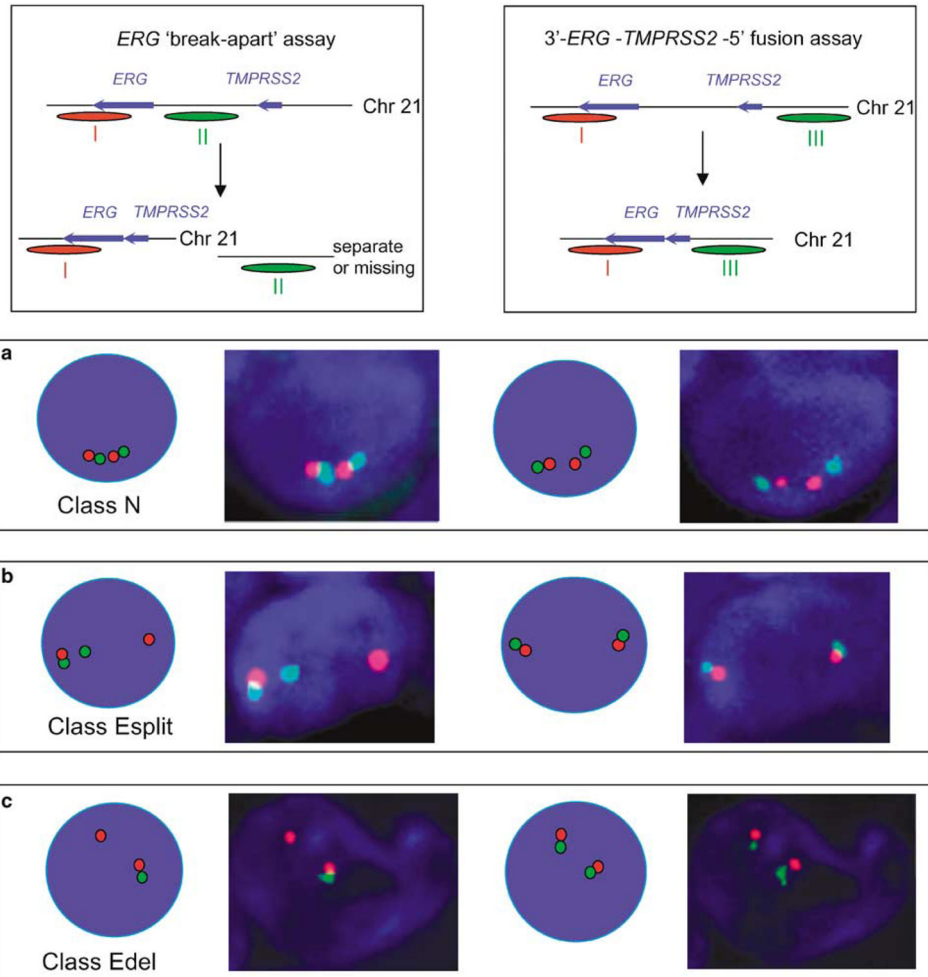 ERG 'break-apart' assay
ERG TMPRSS2
Chr 21
I II
ERG TMPRSS2
Chr 21
separate
or missing
I
II
3'-ERG -TMPRSS2 -5' fusion assay
ERG TMPRSS2
Chr 21
I III
ERG TMPRSS2
Chr 21
I III
a
Class N
b
Class Esplit
c
Class Edel